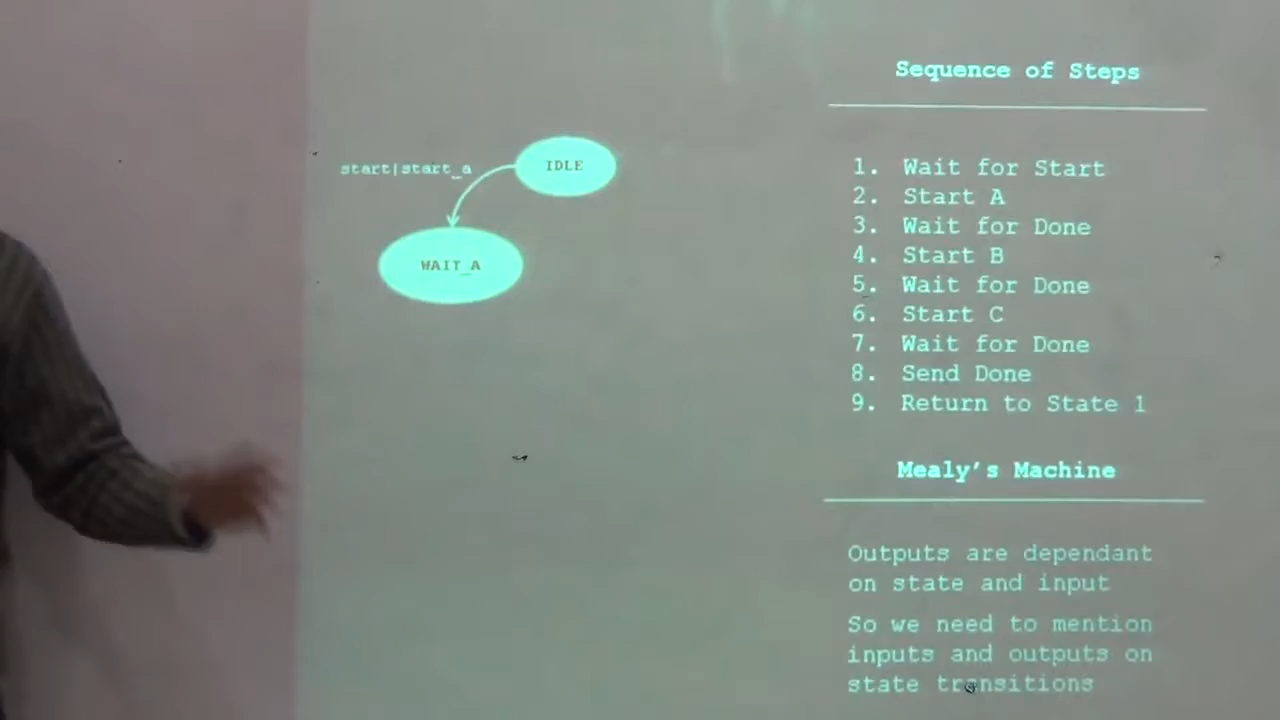 Sequence of Steps
start|start_a
IDLE
WAIT_A
1. Wait for Start
2. Start A
3. Wait for Done
4. Start B
5. Wait for Done
6. Start C
7. Wait for Done
8. Send Done
9. Return to State 1
Mealy's Machine
Outputs are dependant
on state and input
So we need to mention
inputs and outputs on
state transitions